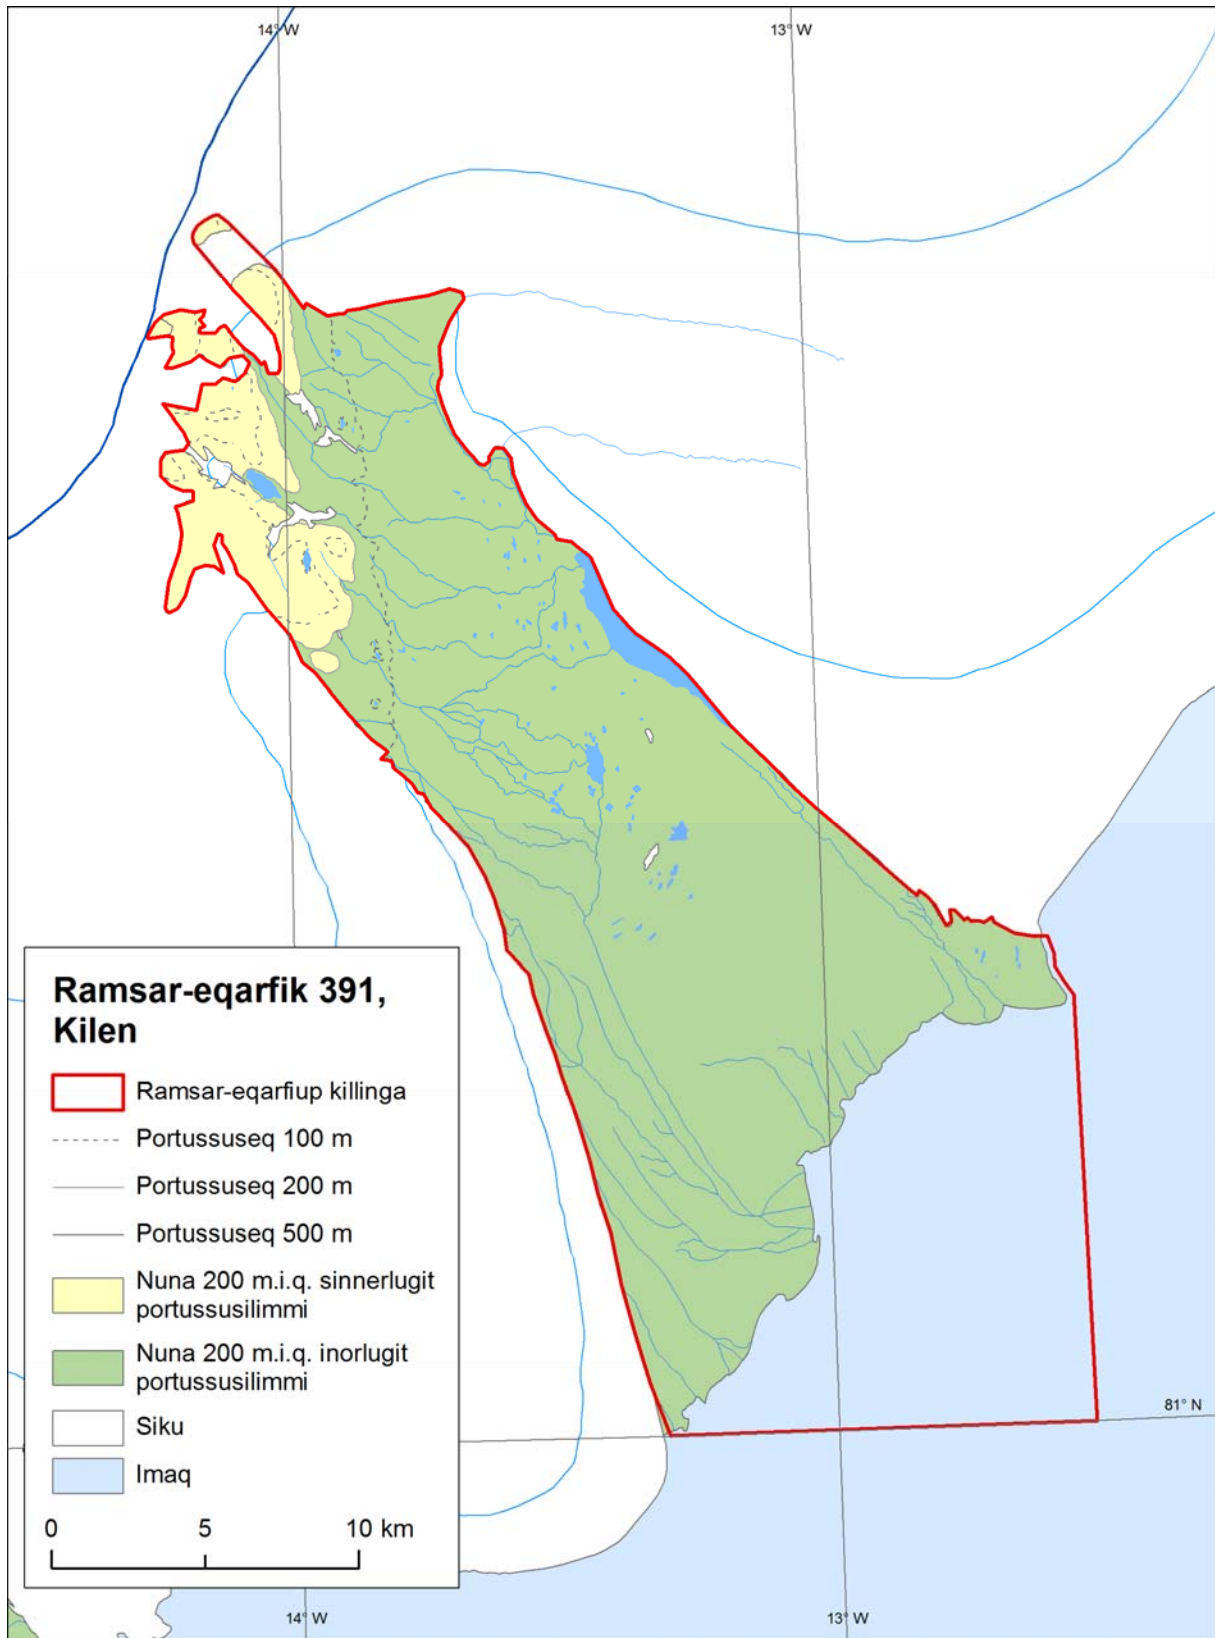 14° W
13° W
Ramsar-eqarfik 391,
Kilen
Ramsar-eqarfiup killinga
Portussuseq 100 m
Portussuseq 200 m
Portussuseq 500 m
Nuna 200 m.i.q. sinnerlugit
portussusilimmi
Nuna 200 m.i.q. inorlugit
portussusilimmi
Siku
Imaq
0 5 10 km
81° N
14° W
13° W